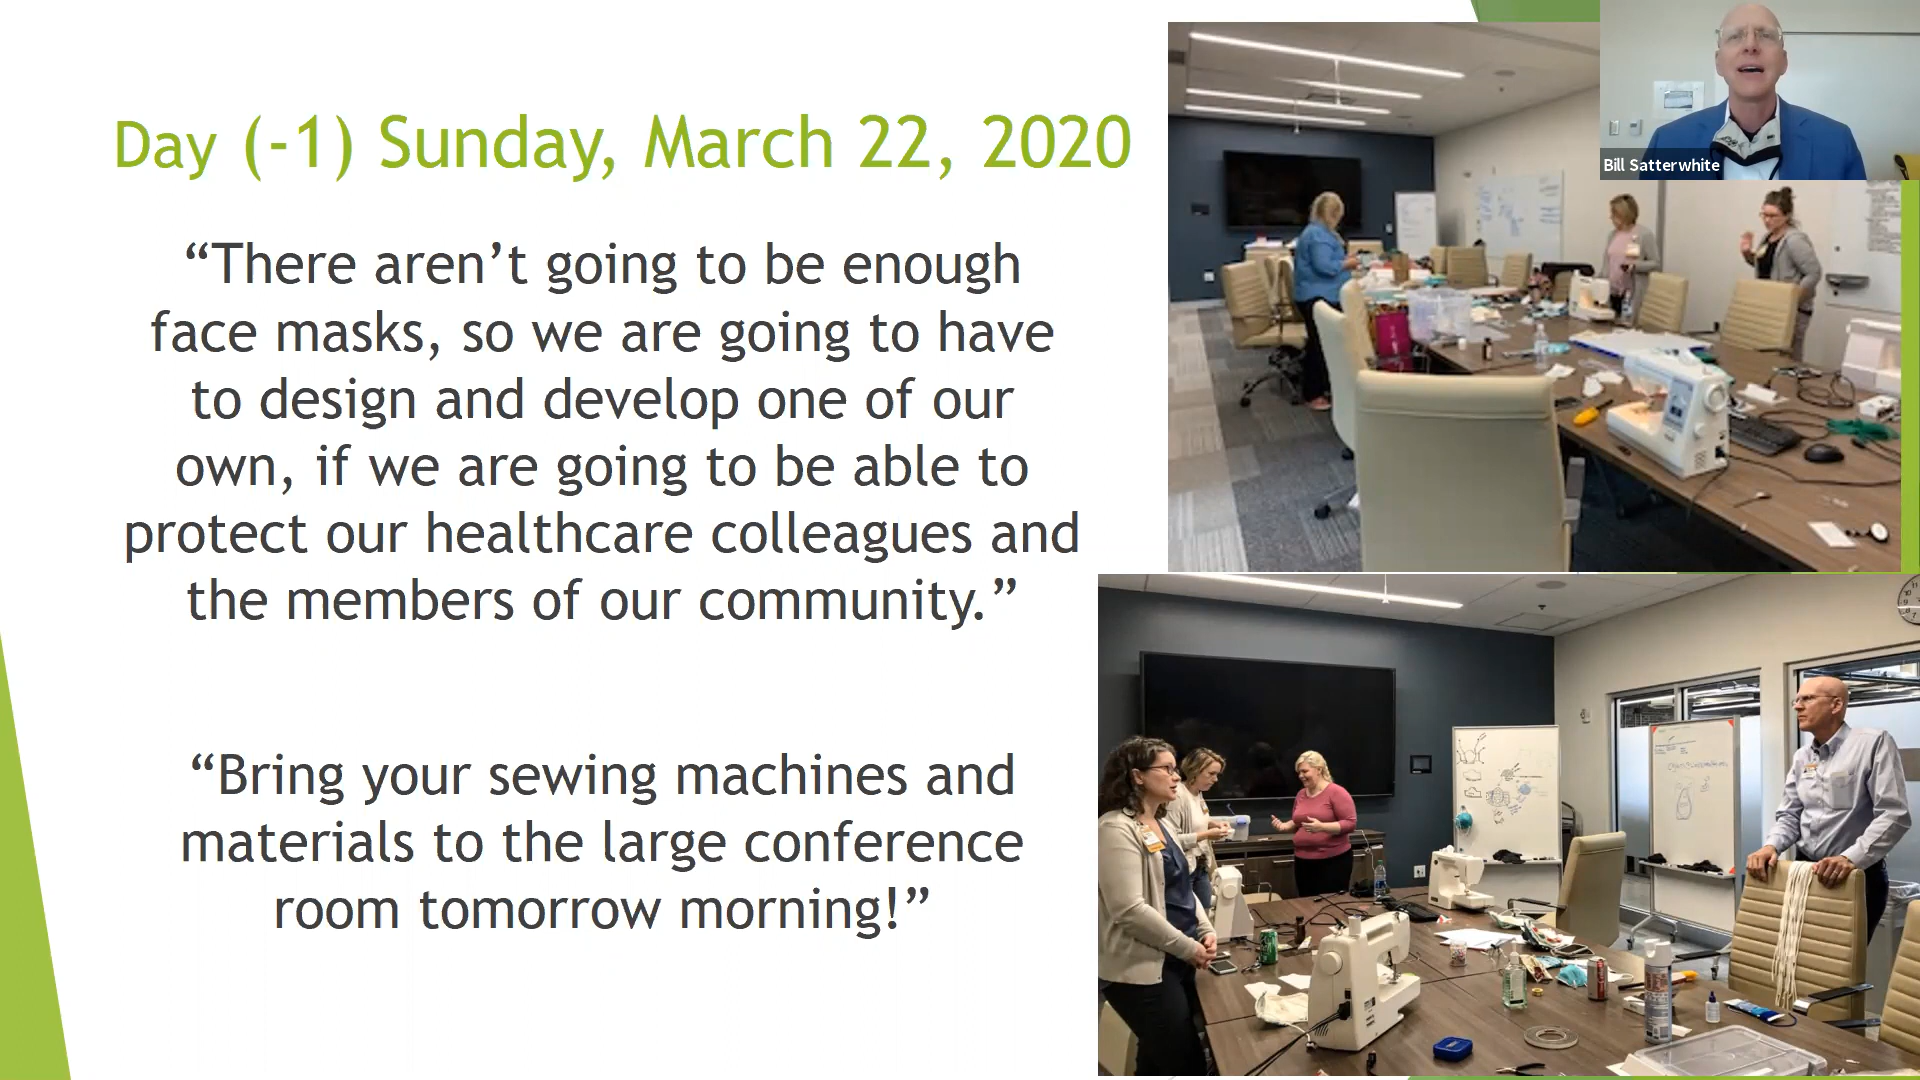 Day (-1) Sunday, March 22, 2020
“There aren’t going to be enough
face masks, so we are going to have
to design and develop one of our
own, if we are going to be able to
protect our healthcare colleagues and
the members of our community.”
“Bring your sewing machines and
materials to the large conference
room tomorrow morning!”
Bill Satterwhite